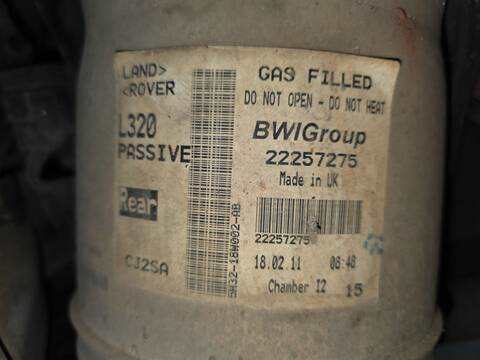 LAND>
<ROVER
L320
PASSIVE
Rear
CJ2SA
GAS FILLED
DO NOT OPEN - DO NOT HEAT
BWIGroup
22257275
Made in UK
22257275
18.02 11 08:48
Chamber I2 15